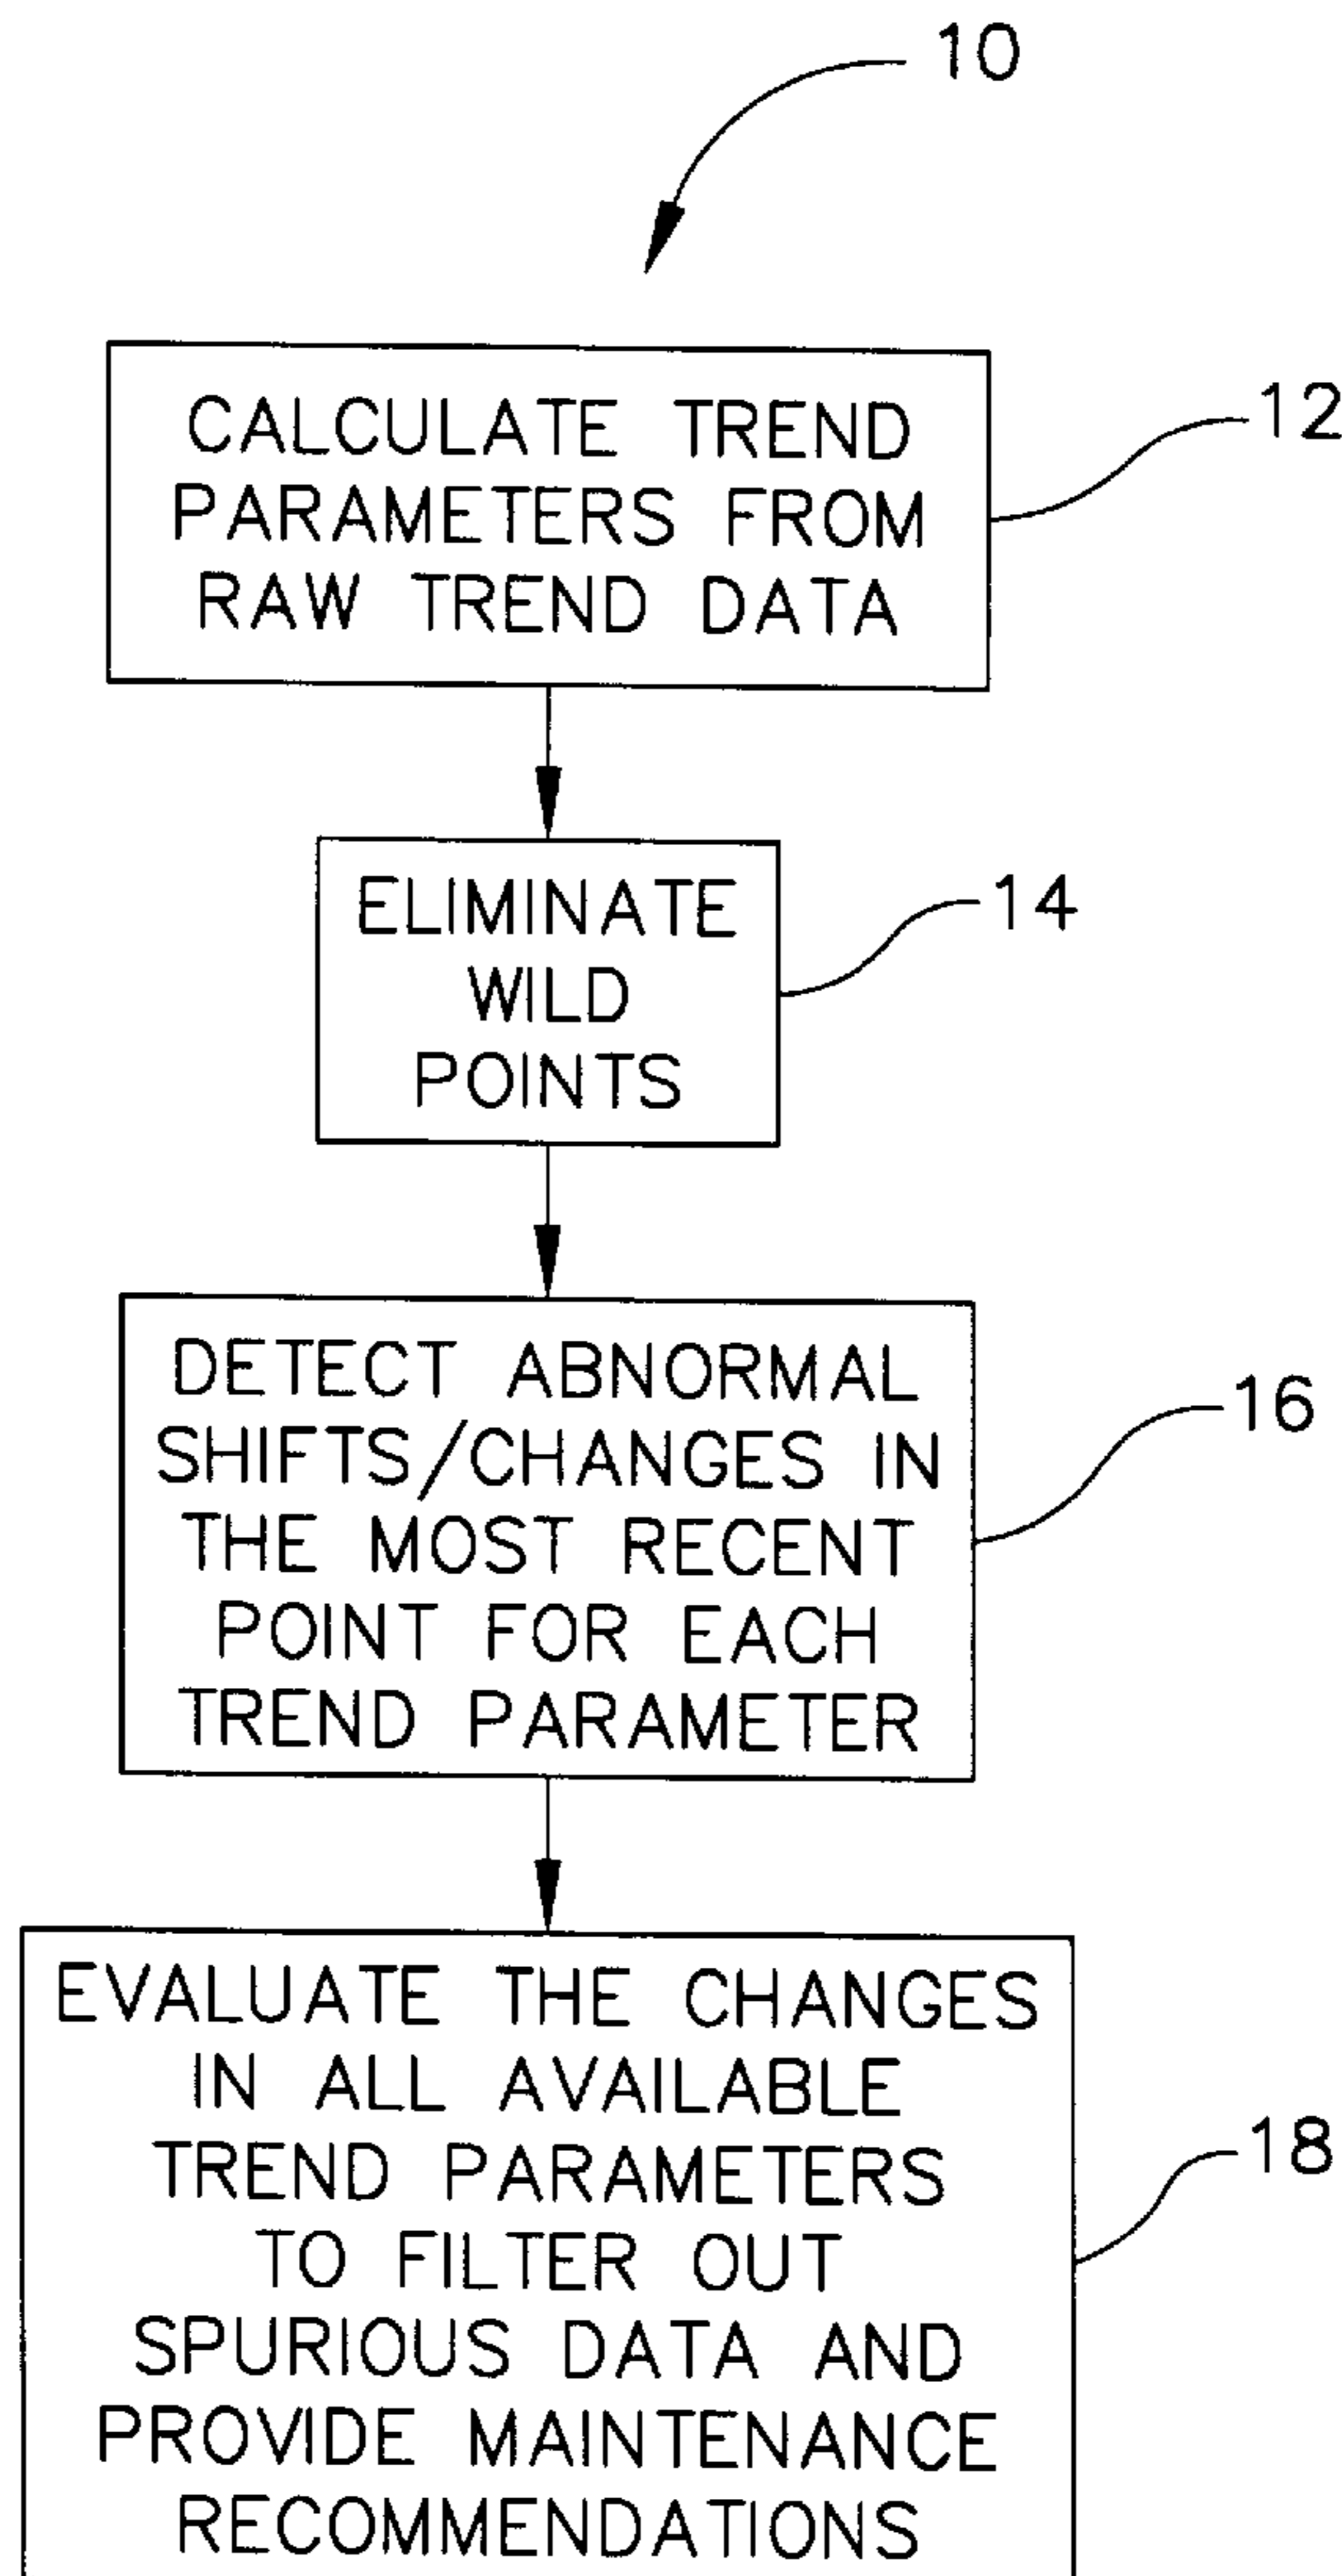 10
CALCULATE TREND
PARAMETERS FROM
RAW TREND DATA
12
ELIMINATE
WILD
POINTS
14
DETECT ABNORMAL
SHIFTS/CHANGES IN
THE MOST RECENT
POINT FOR EACH
TREND PARAMETER
16
EVALUATE THE CHANGES
IN ALL AVAILABLE
TREND PARAMETERS
TO FILTER OUT
SPURIOUS DATA AND
PROVIDE MAINTENANCE
RECOMMENDATIONS
18